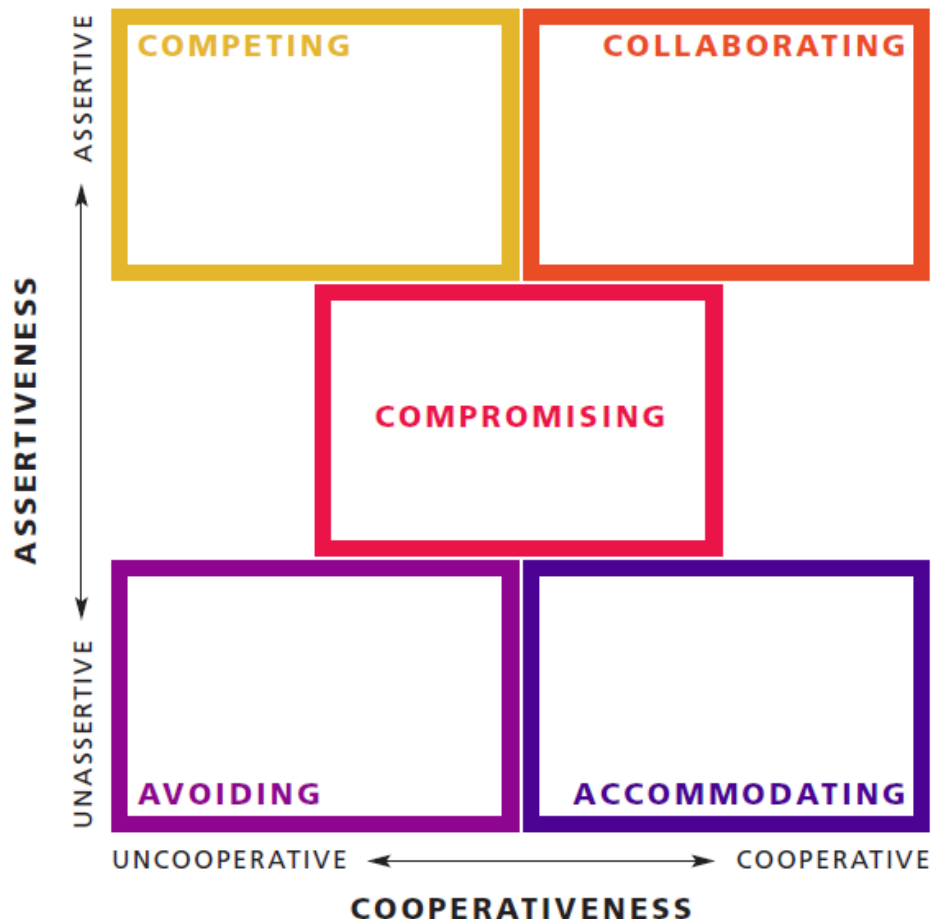 ASSERTIVE
COMPETING
COLLABORATING
ASSERTIVENESS
COMPROMISING
UNASSERTIVE
AVOIDING
ACCOMMODATING
UNCOOPERATIVE
COOPERATIVE
COOPERATIVENESS